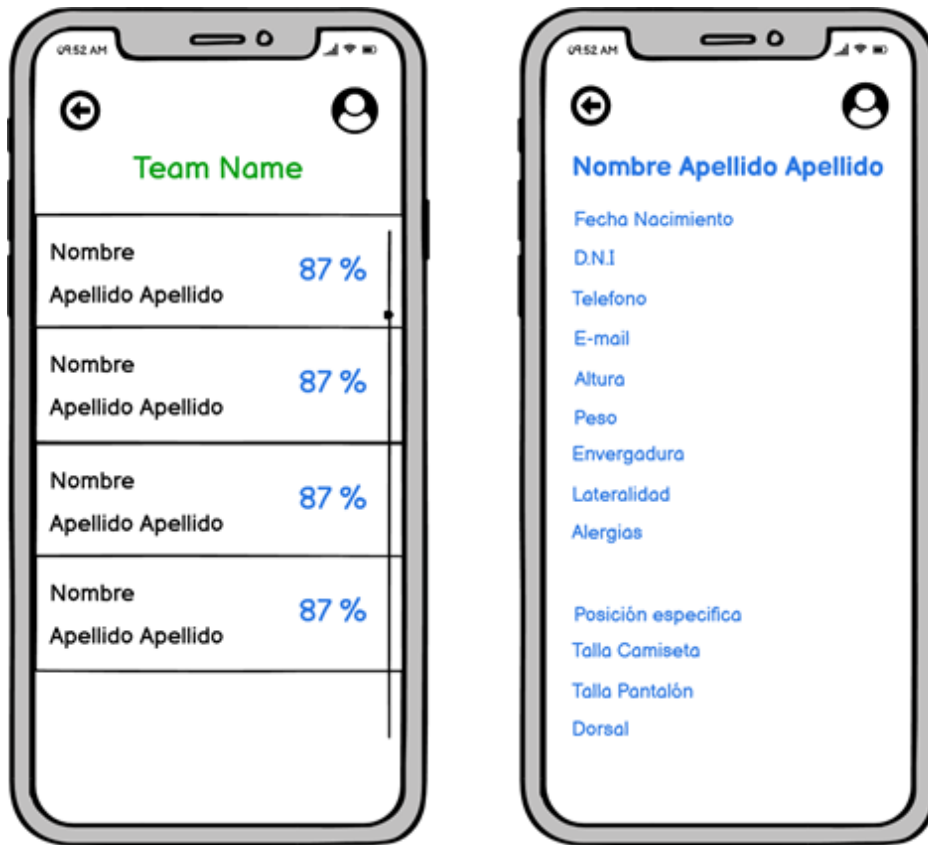 09:52 AM
Team Name
Nombre
Apellido Apellido
87 %
Nombre
Apellido Apellido
87 %
Nombre
Apellido Apellido
87 %
Nombre
Apellido Apellido
87 %
09:52 AM
Nombre Apellido Apellido
Fecha Nacimiento
D.N.I
Telefono
E-mail
Altura
Peso
Envergadura
Lateralidad
Alergias
Posición especifica
Talla Camiseta
Talla Pantalón
Dorsal